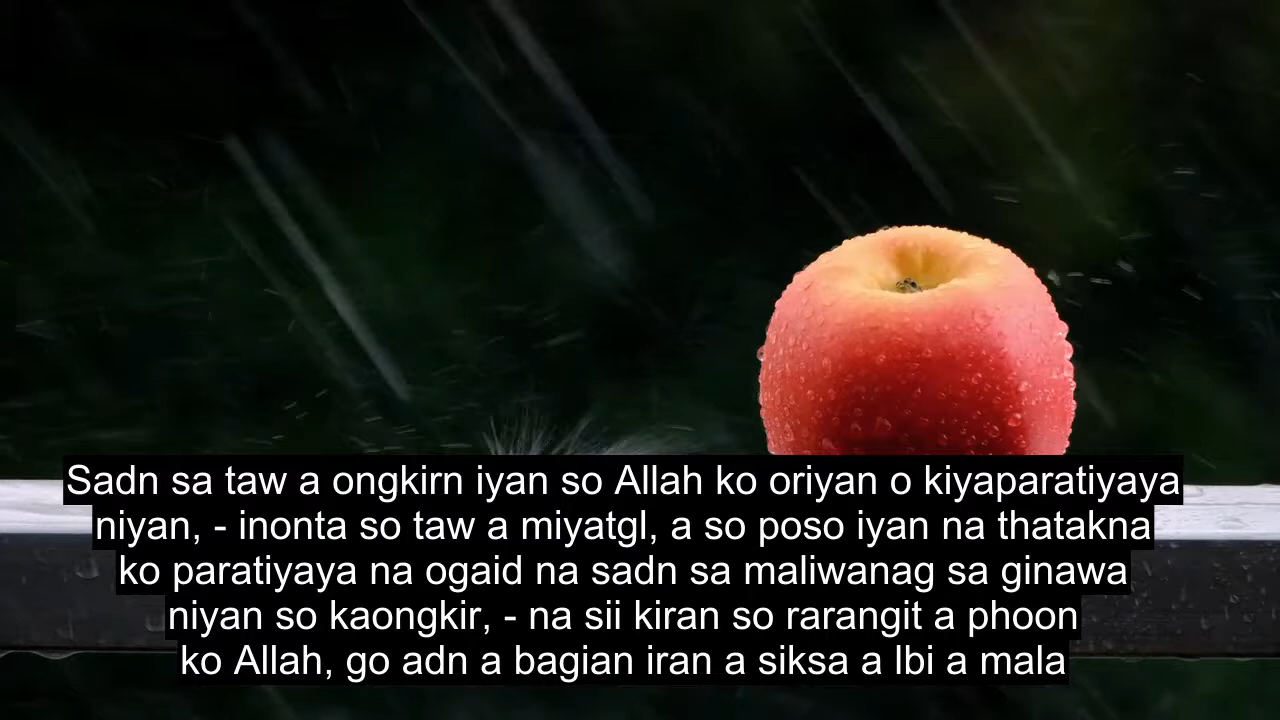 Sadn sa taw a ongkirn iyan so Allah ko oriyan o kiyaparatiyaya
niyan, - inonta so taw a miyatgl, a so poso iyan na thatakna
ko paratiyaya na ogaid na sadn sa maliwanag sa ginawa
niyan so kaongkir, - na sii kiran so rarangit a phoon
ko Allah, go adn a bagian iran a siksa a lbi a mala